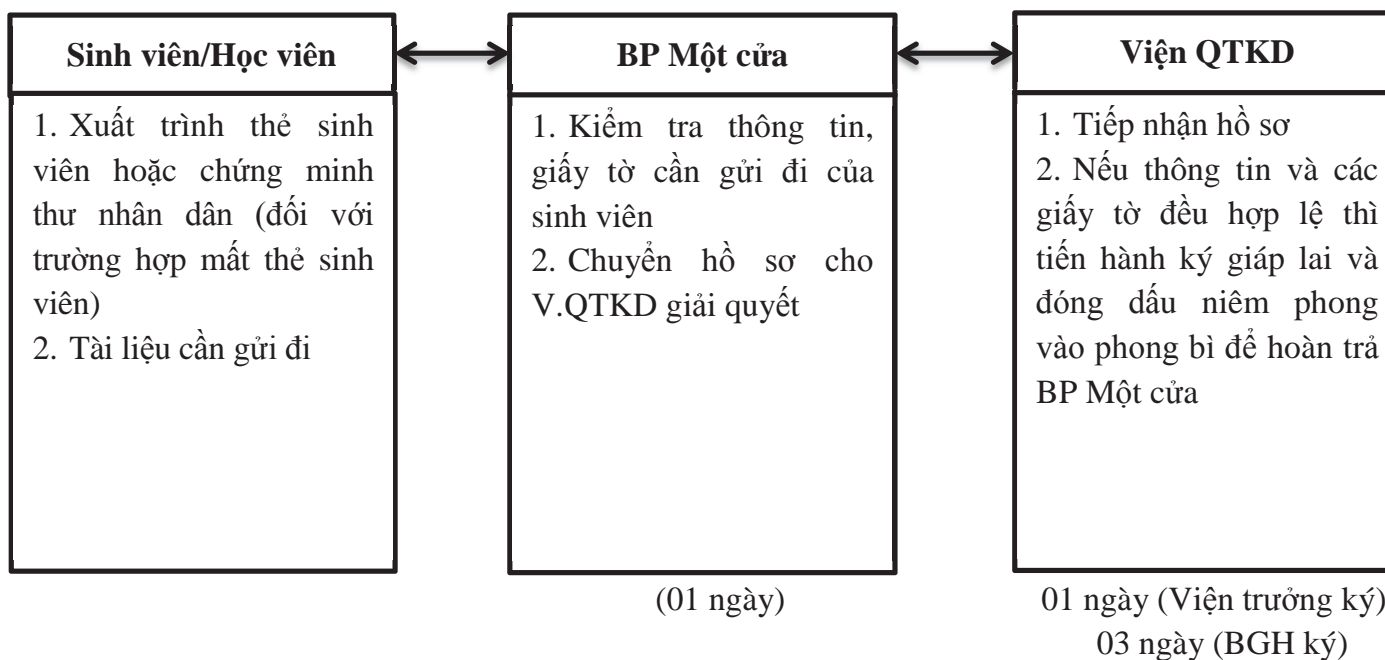 Sinh viên/Học viên
1. Xuất trình thẻ sinh
viên hoặc chứng minh
thư nhân dân (đối với
trường hợp mất thẻ sinh
viên)
2. Tài liệu cần gửi đi
BP Một cửa
1. Kiểm tra thông tin,
giấy tờ cần gửi đi của
sinh viên
2. Chuyển hồ sơ cho
V.QTKD giải quyết
(01 ngày)
Viện QTKD
1. Tiếp nhận hồ sơ
2. Nếu thông tin và các
giấy tờ đều hợp lệ thì
tiến hành ký giáp lai và
đóng dấu niêm phong
vào phong bì để hoàn trả
BP Một cửa
01 ngày (Viện trưởng ký)
03 ngày (BGH ký)